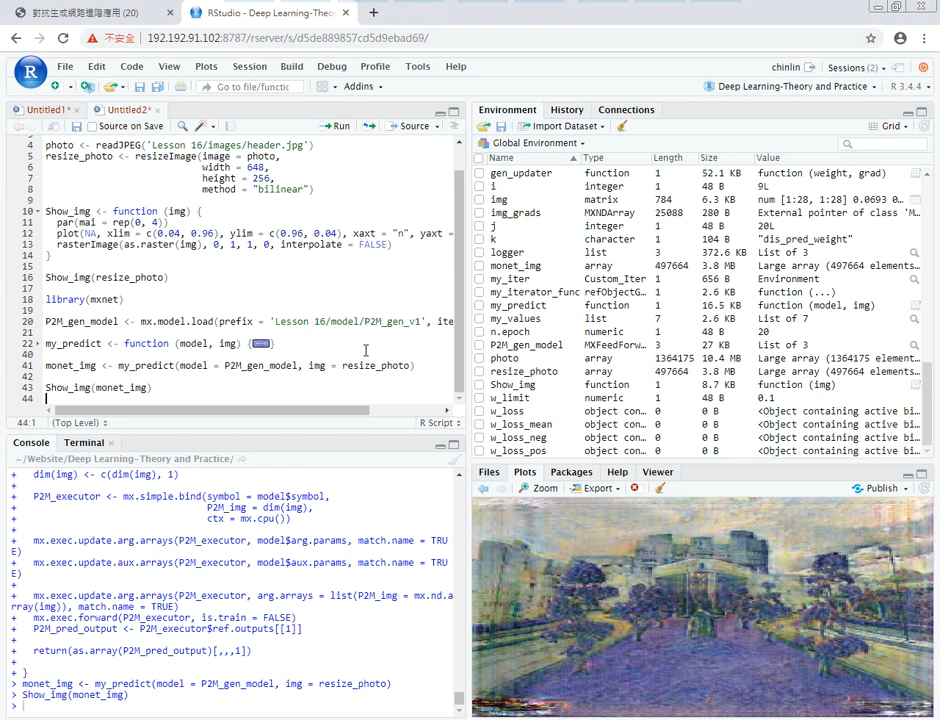 對抗生成網路進階應用 (20)
RStudio - Deep Learning-Theo
不安全 192.192.91.102:8787/rserver/s/d5de889857cd5d9ebad69/
R File Edit Code View Plots Session Build Debug Profile Tools Help
chinlin Sessions (2)
Go to file/functic Addins
Deep Learning-Theory and Practice R 3.4.4
Untitled1* Untitled2*
Source on Save Run Source
4 photo <- readJPEG('Lesson 16/images/header.jpg')
5 resize_photo <- resizeImage(image = photo,
6 width = 648,
7 height = 256,
8 method = "bilinear")
9
10 Show_img <- function (img) {
11 par(mai = rep(0, 4))
12 plot(NA, xlim = c(0.04, 0.96), ylim = c(0.96, 0.04), xaxt = "n", yaxt =
13 rasterImage(as.raster(img), 0, 1, 1, 0, interpolate = FALSE)
14 }
15
16 Show_img(resize_photo)
17
18 library(mxnet)
19
20 P2M_gen_model <- mx.model.load(prefix = 'Lesson 16/model/P2M_gen_v1', ite
21
22 my_predict <- function (model, img) {
40
41 monet_img <- my_predict(model = P2M_gen_model, img = resize_photo)
42
43 Show_img(monet_img)
44
44:1 (Top Level) R Script
Console Terminal
~/Website/Deep Learning-Theory and Practice/
+ dim(img) <- c(dim(img), 1)
+
+ P2M_executor <- mx.simple.bind(symbol = model$symbol,
+ P2M_img = dim(img),
+ ctx = mx.cpu())
+
+ mx.exec.update.arg.arrays(P2M_executor, model$arg.params, match.name = TRU
E)
+ mx.exec.update.aux.arrays(P2M_executor, model$aux.params, match.name = TRU
E)
+
+ mx.exec.update.arg.arrays(P2M_executor, arg.arrays = list(P2M_img = mx.nd.a
rray(img)), match.name = TRUE)
+ mx.exec.forward(P2M_executor, is.train = FALSE)
+ P2M_pred_output <- P2M_executor$ref.outputs[[1]]
+
+ return(as.array(P2M_pred_output)[,,,1])
+
+ }
> monet_img <- my_predict(model = P2M_gen_model, img = resize_photo)
> Show_img(monet_img)
>
Environment History Connections
Import Dataset Grid
Global Environment
Name Type Length Size Value
gen_updater function 1 52.1 KB function (weight, grad)
i integer 1 48 B 9L
img matrix 784 6.3 KB num [1:28, 1:28] 0.0693 0.0…
img_grads MXNDArray 25088 280 B External pointer of class 'M…
j integer 1 48 B 20L
k character 1 104 B "dis_pred_weight"
logger list 3 372.6 KB List of 3
monet_img array 497664 3.8 MB Large array (497664 elements…
my_iter Custom_Iter 1 656 B Environment
my_iterator_func refObjectG… 1 2.6 KB function (...)
my_predict function 1 16.5 KB function (model, img)
my_values list 7 2.6 KB List of 7
n.epoch numeric 1 48 B 20
P2M_gen_model MXFeedForw… 3 27 KB List of 3
photo array 1364175 10.4 MB Large array (1364175 element…
resize_photo array 497664 3.8 MB Large array (497664 elements…
Show_img function 1 8.7 KB function (img)
w_limit numeric 1 48 B 0.1
w_loss object con… 0 0 B <Object containing active bi…
w_loss_mean object con… 0 0 B <Object containing active bi…
w_loss_neg object con… 0 0 B <Object containing active bi…
w_loss_pos object con… 0 0 B <Object containing active bi…
Files Plots Packages Help Viewer
Zoom Export Publish